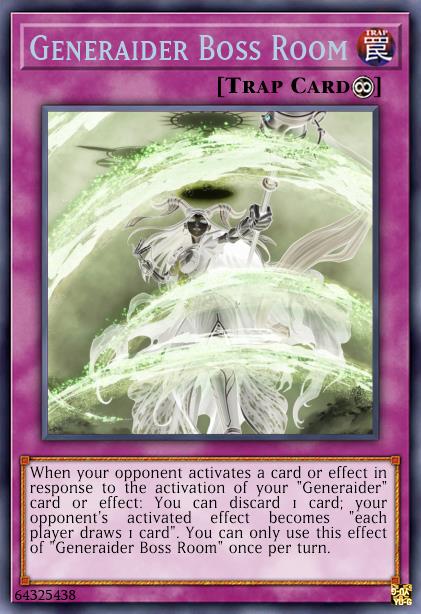 Generaider Boss Room
TRAP
罠
[Trap Card]
When your opponent activates a card or effect in
response to the activation of your "Generaider"
card or effect: You can discard 1 card; your
opponent's activated effect becomes "each
player draws 1 card". You can only use this effect
of "Generaider Boss Room" once per turn.
64325438